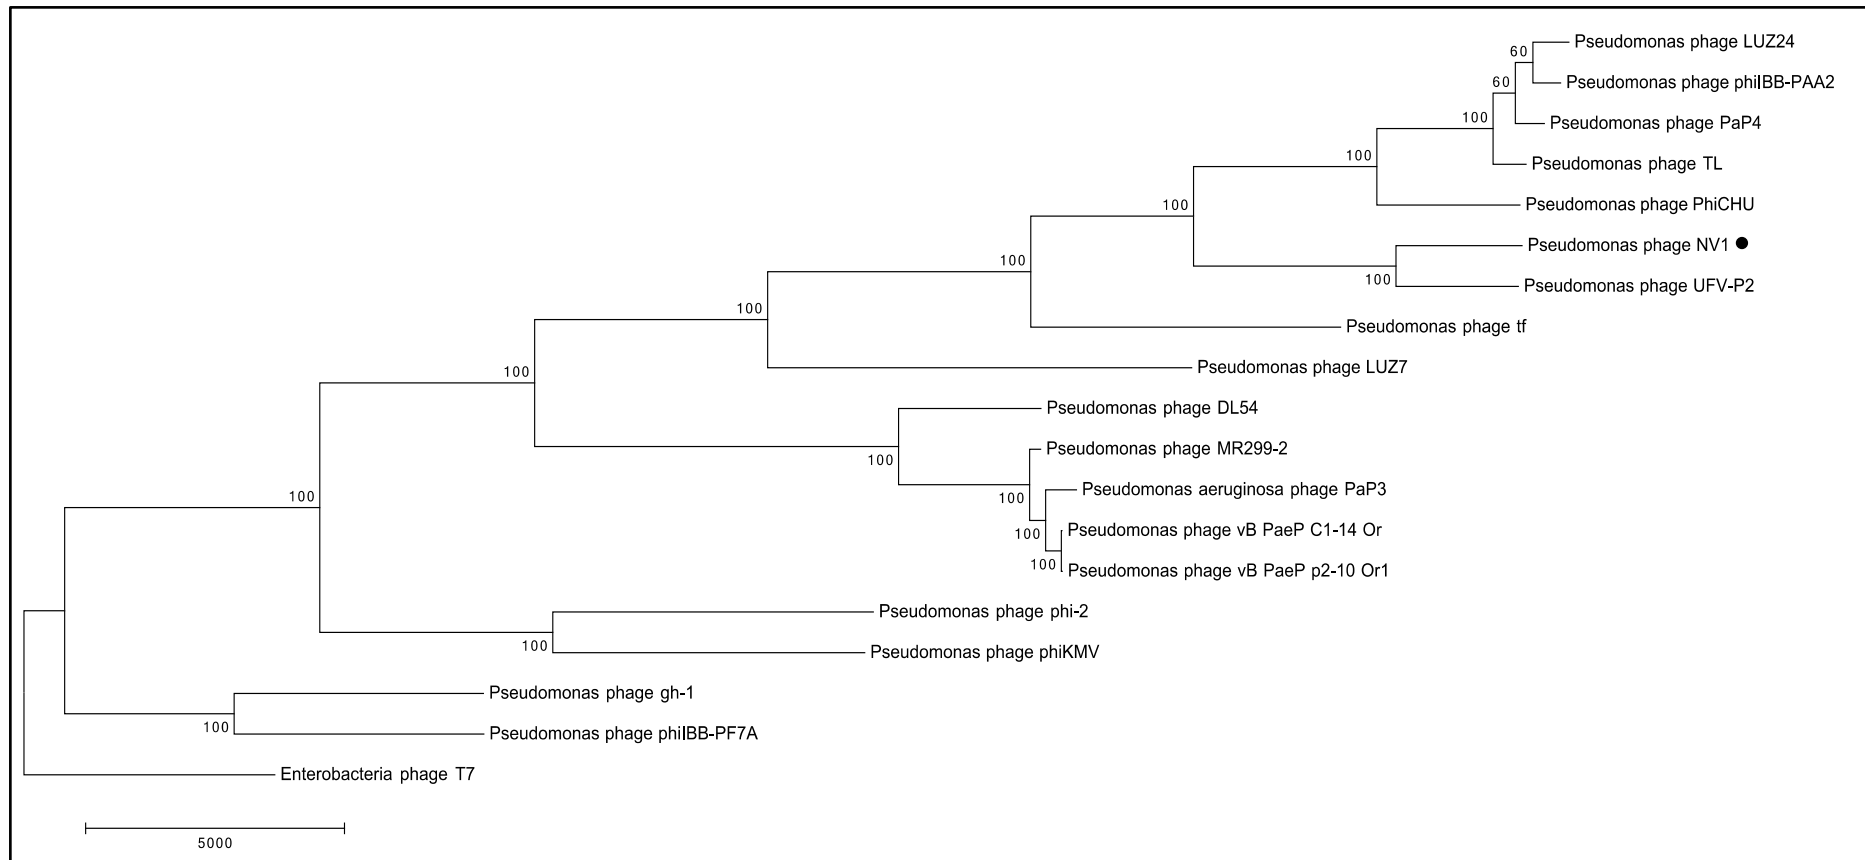 Pseudomonas phage LUZ24
60
Pseudomonas phage phiIBB-PAA2
60
Pseudomonas phage PaP4
100
Pseudomonas phage TL
100
Pseudomonas phage PhiCHU
100
Pseudomonas phage NV1
100
Pseudomonas phage UFV-P2
100
Pseudomonas phage tf
100
Pseudomonas phage LUZ7
100
Pseudomonas phage DL54
Pseudomonas phage MR299-2
100
Pseudomonas aeruginosa phage PaP3
100
100
Pseudomonas phage vB PaeP C1-14 Or
100
Pseudomonas phage vB PaeP p2-10 Or1
100
Pseudomonas phage phi-2
100
Pseudomonas phage phiKMV
Pseudomonas phage gh-1
100
Pseudomonas phage phiIBB-PF7A
Enterobacteria phage T7
5000